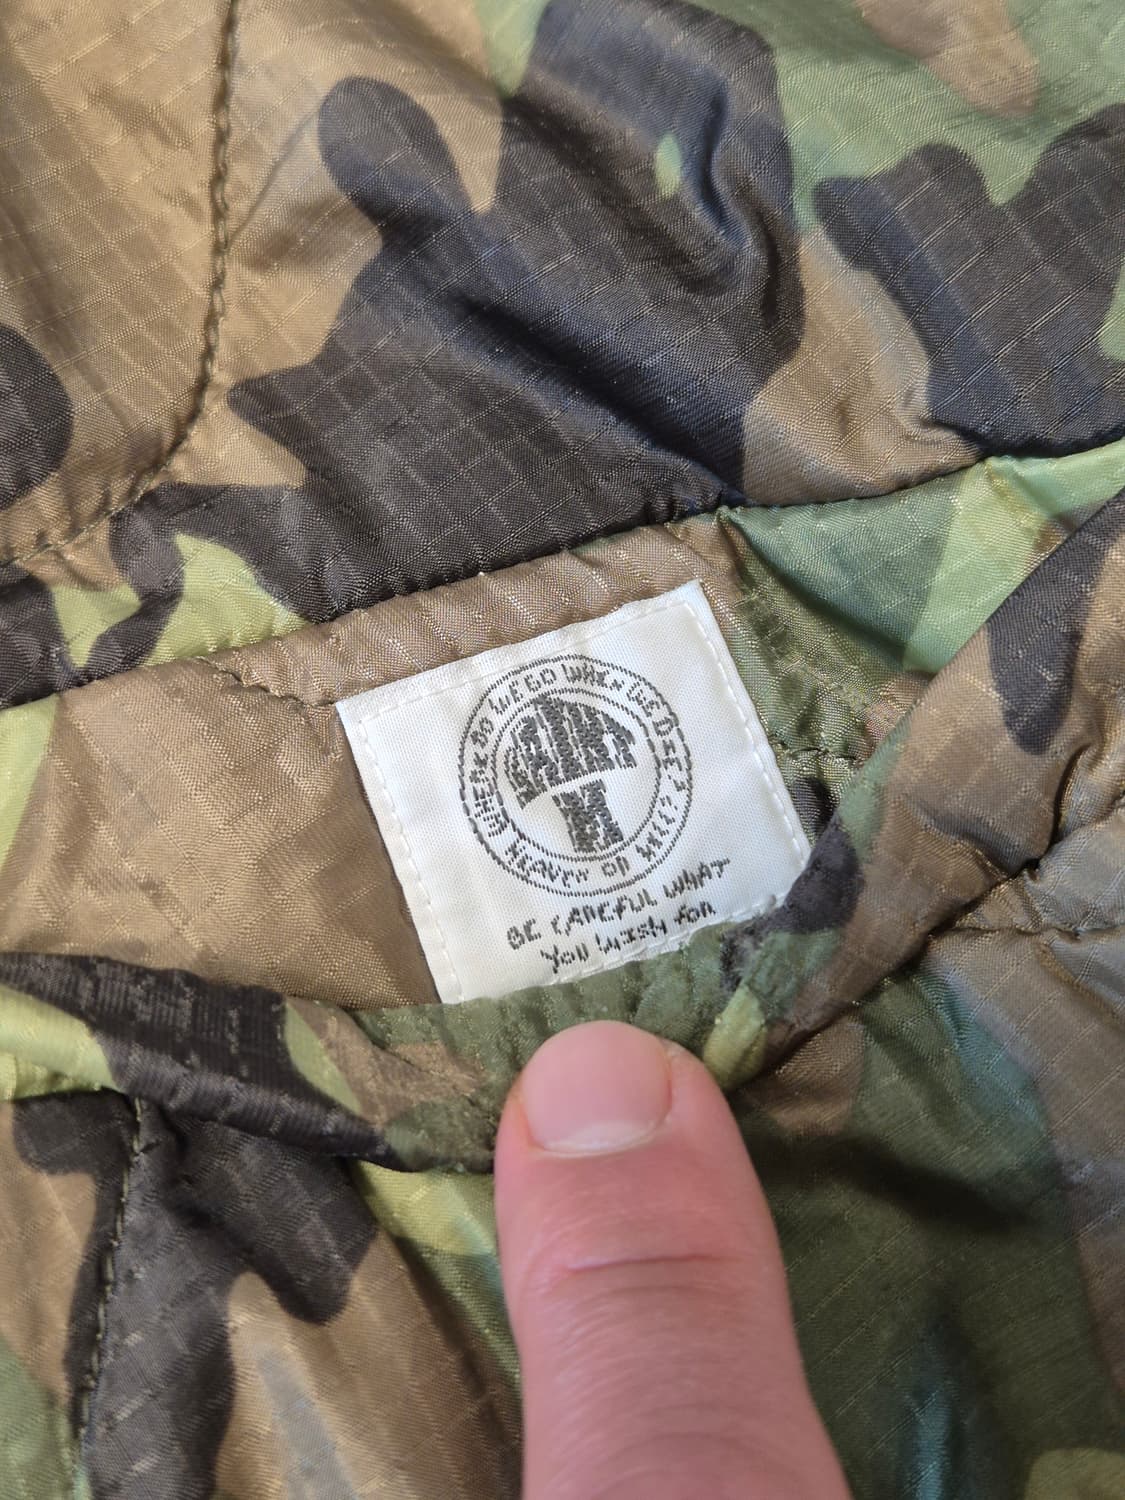 WHERE DO WE GO WHEN WE DIE?
HEAVEN OR HELL?
BE CAREFUL WHAT
YOU WISH FOR